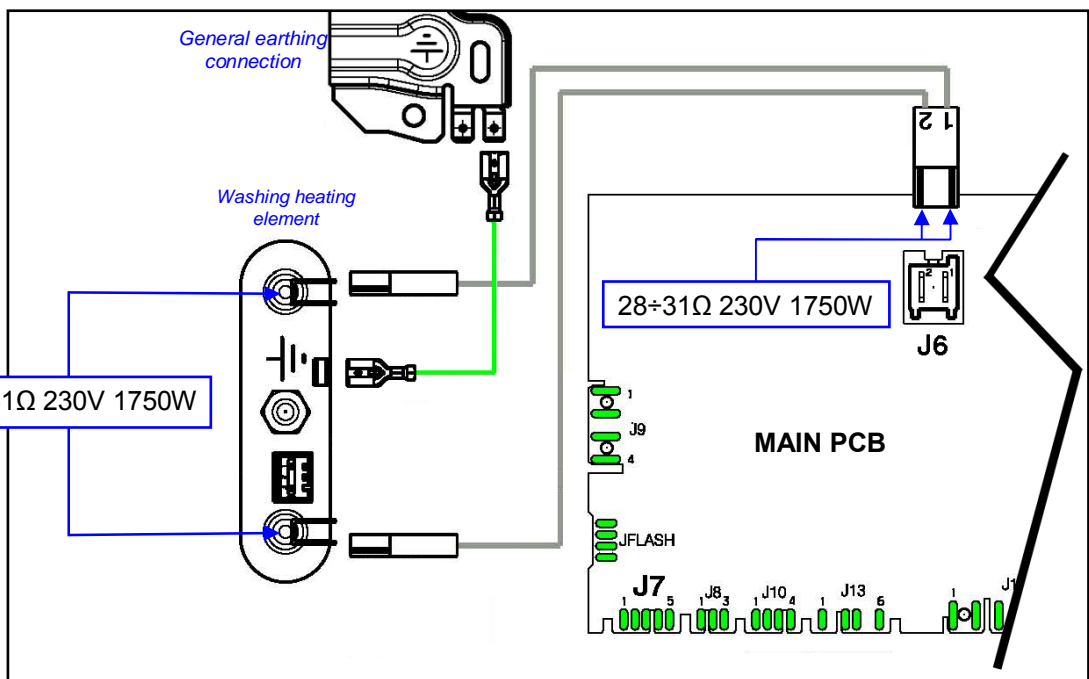 General earthing
connection
2 1
Washing heating
element
28÷31Ω 230V 1750W
2 1
J6
1Ω 230V 1750W
1
J9
4
MAIN PCB
JFLASH
J7
1 5
J8
1 3
J10
1 4
J13
1 6
J1
1